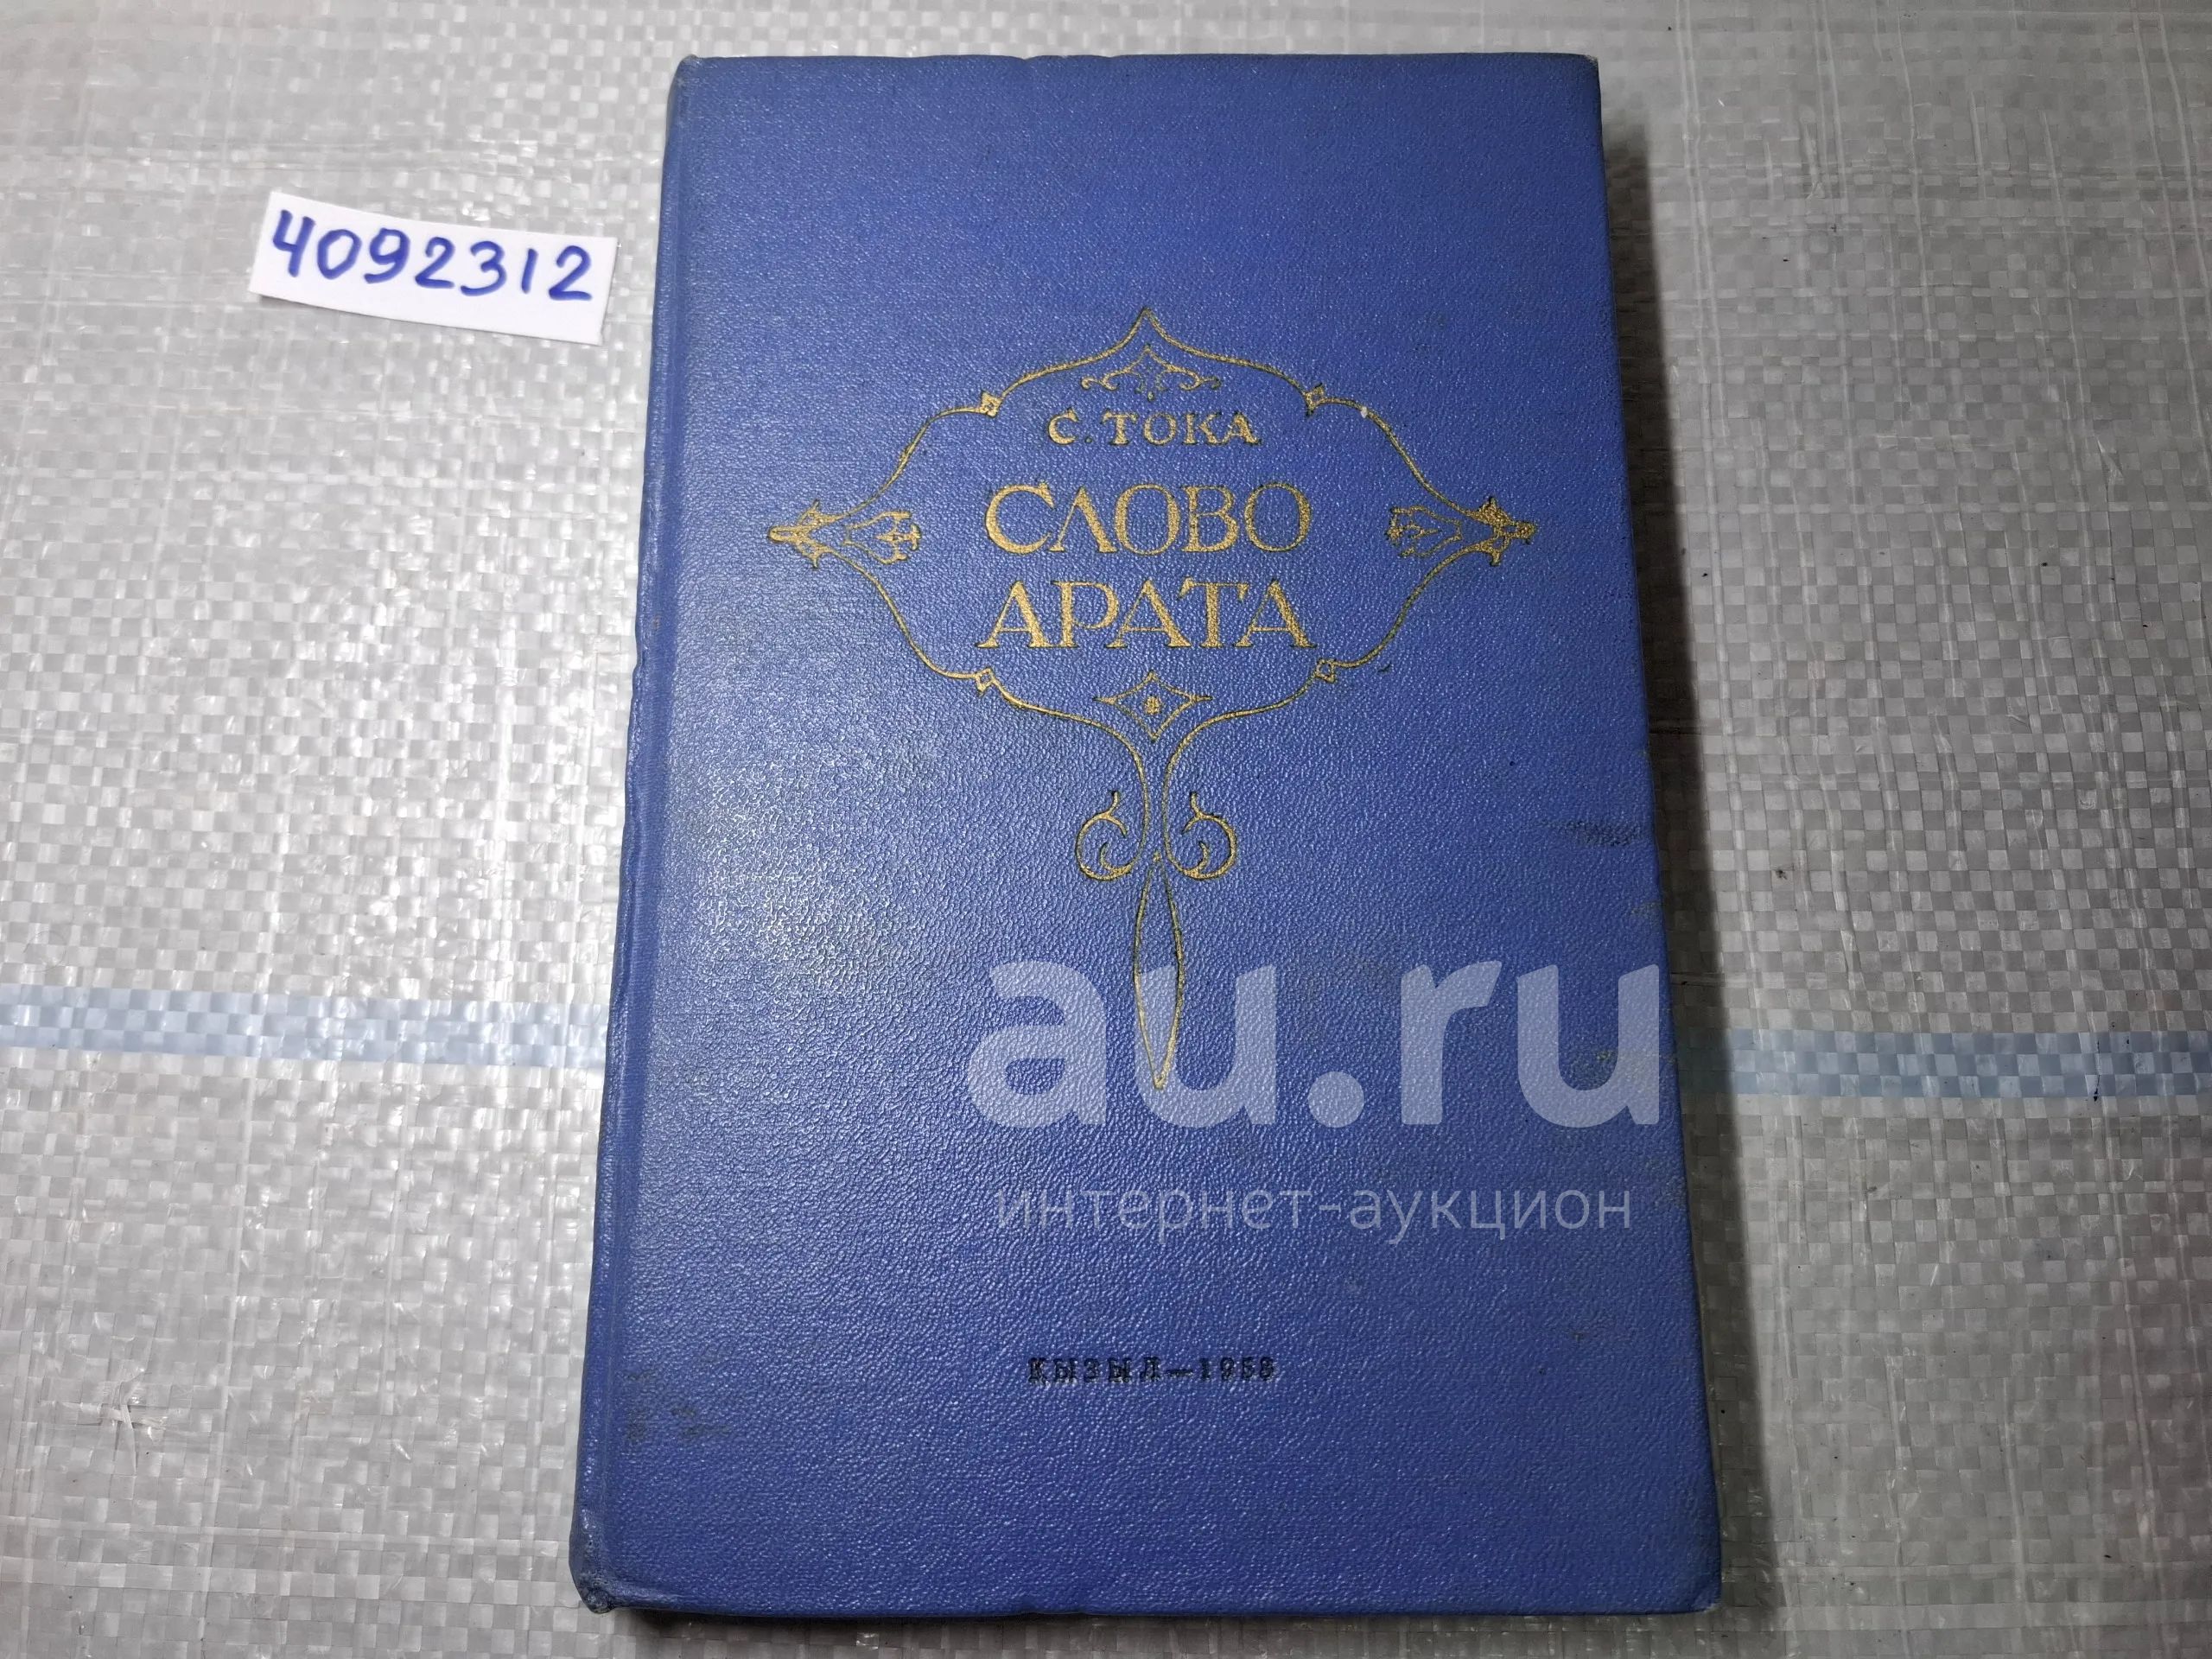 4092312
С. ТОКА
СЛОВО
АРАТА
au.ru
интернет-аукцион
КЫЗЫЛ—1958